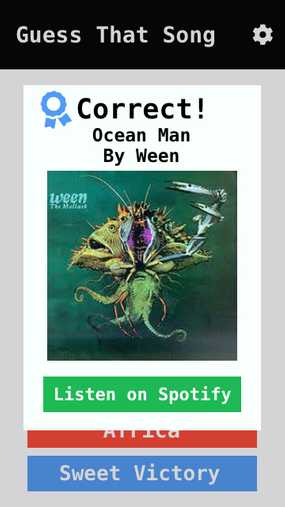 Guess That Song
Correct!
Ocean Man
By Ween
ween
The Mollusk
Listen on Spotify
Africa
Sweet Victory